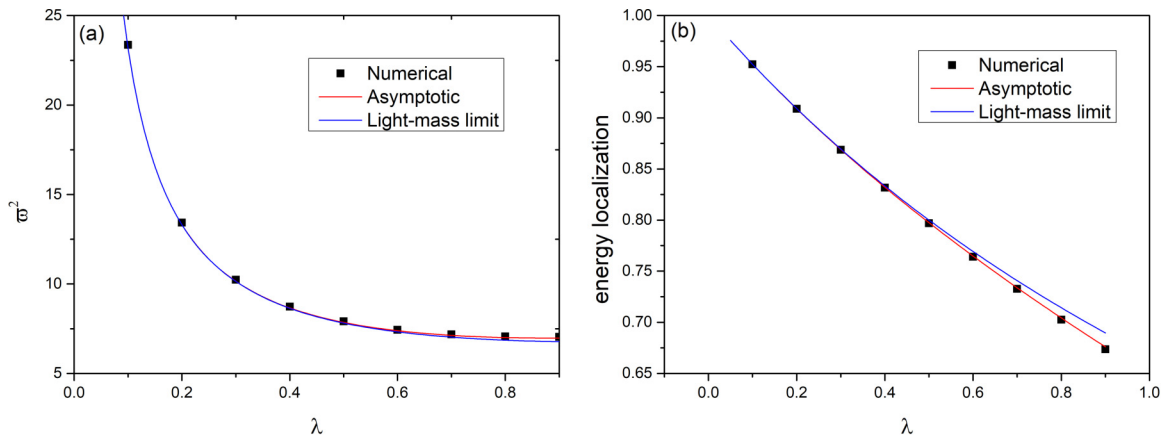 (a)
Numerical
Asymptotic
Light-mass limit
25
20
15
10
5
ϖ²
0.0 0.2 0.4 0.6 0.8
λ
(b)
Numerical
Asymptotic
Light-mass limit
1.00
0.95
0.90
0.85
0.80
0.75
0.70
0.65
energy localization
0.0 0.2 0.4 0.6 0.8 1.0
λ